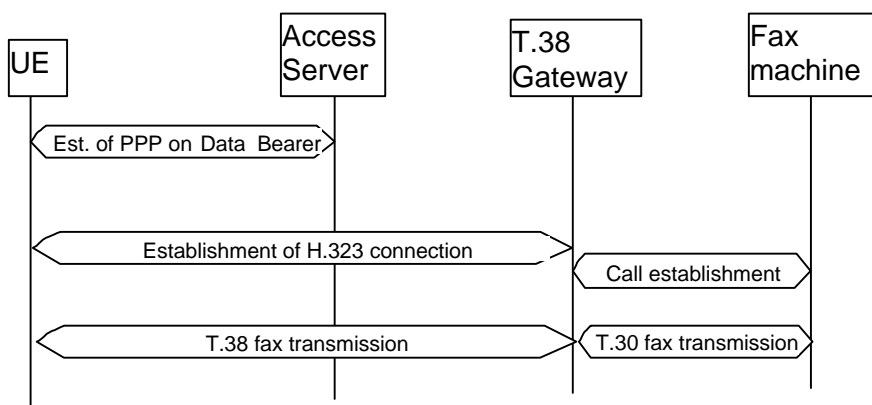 UE
Access
Server
T.38
Gateway
Fax
machine
Est. of PPP on Data Bearer
Establishment of H.323 connection
Call establishment
T.38 fax transmission
T.30 fax transmission